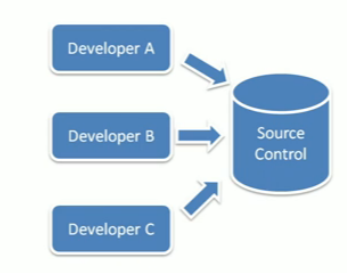 Developer A
Developer B
Source
Control
Developer C